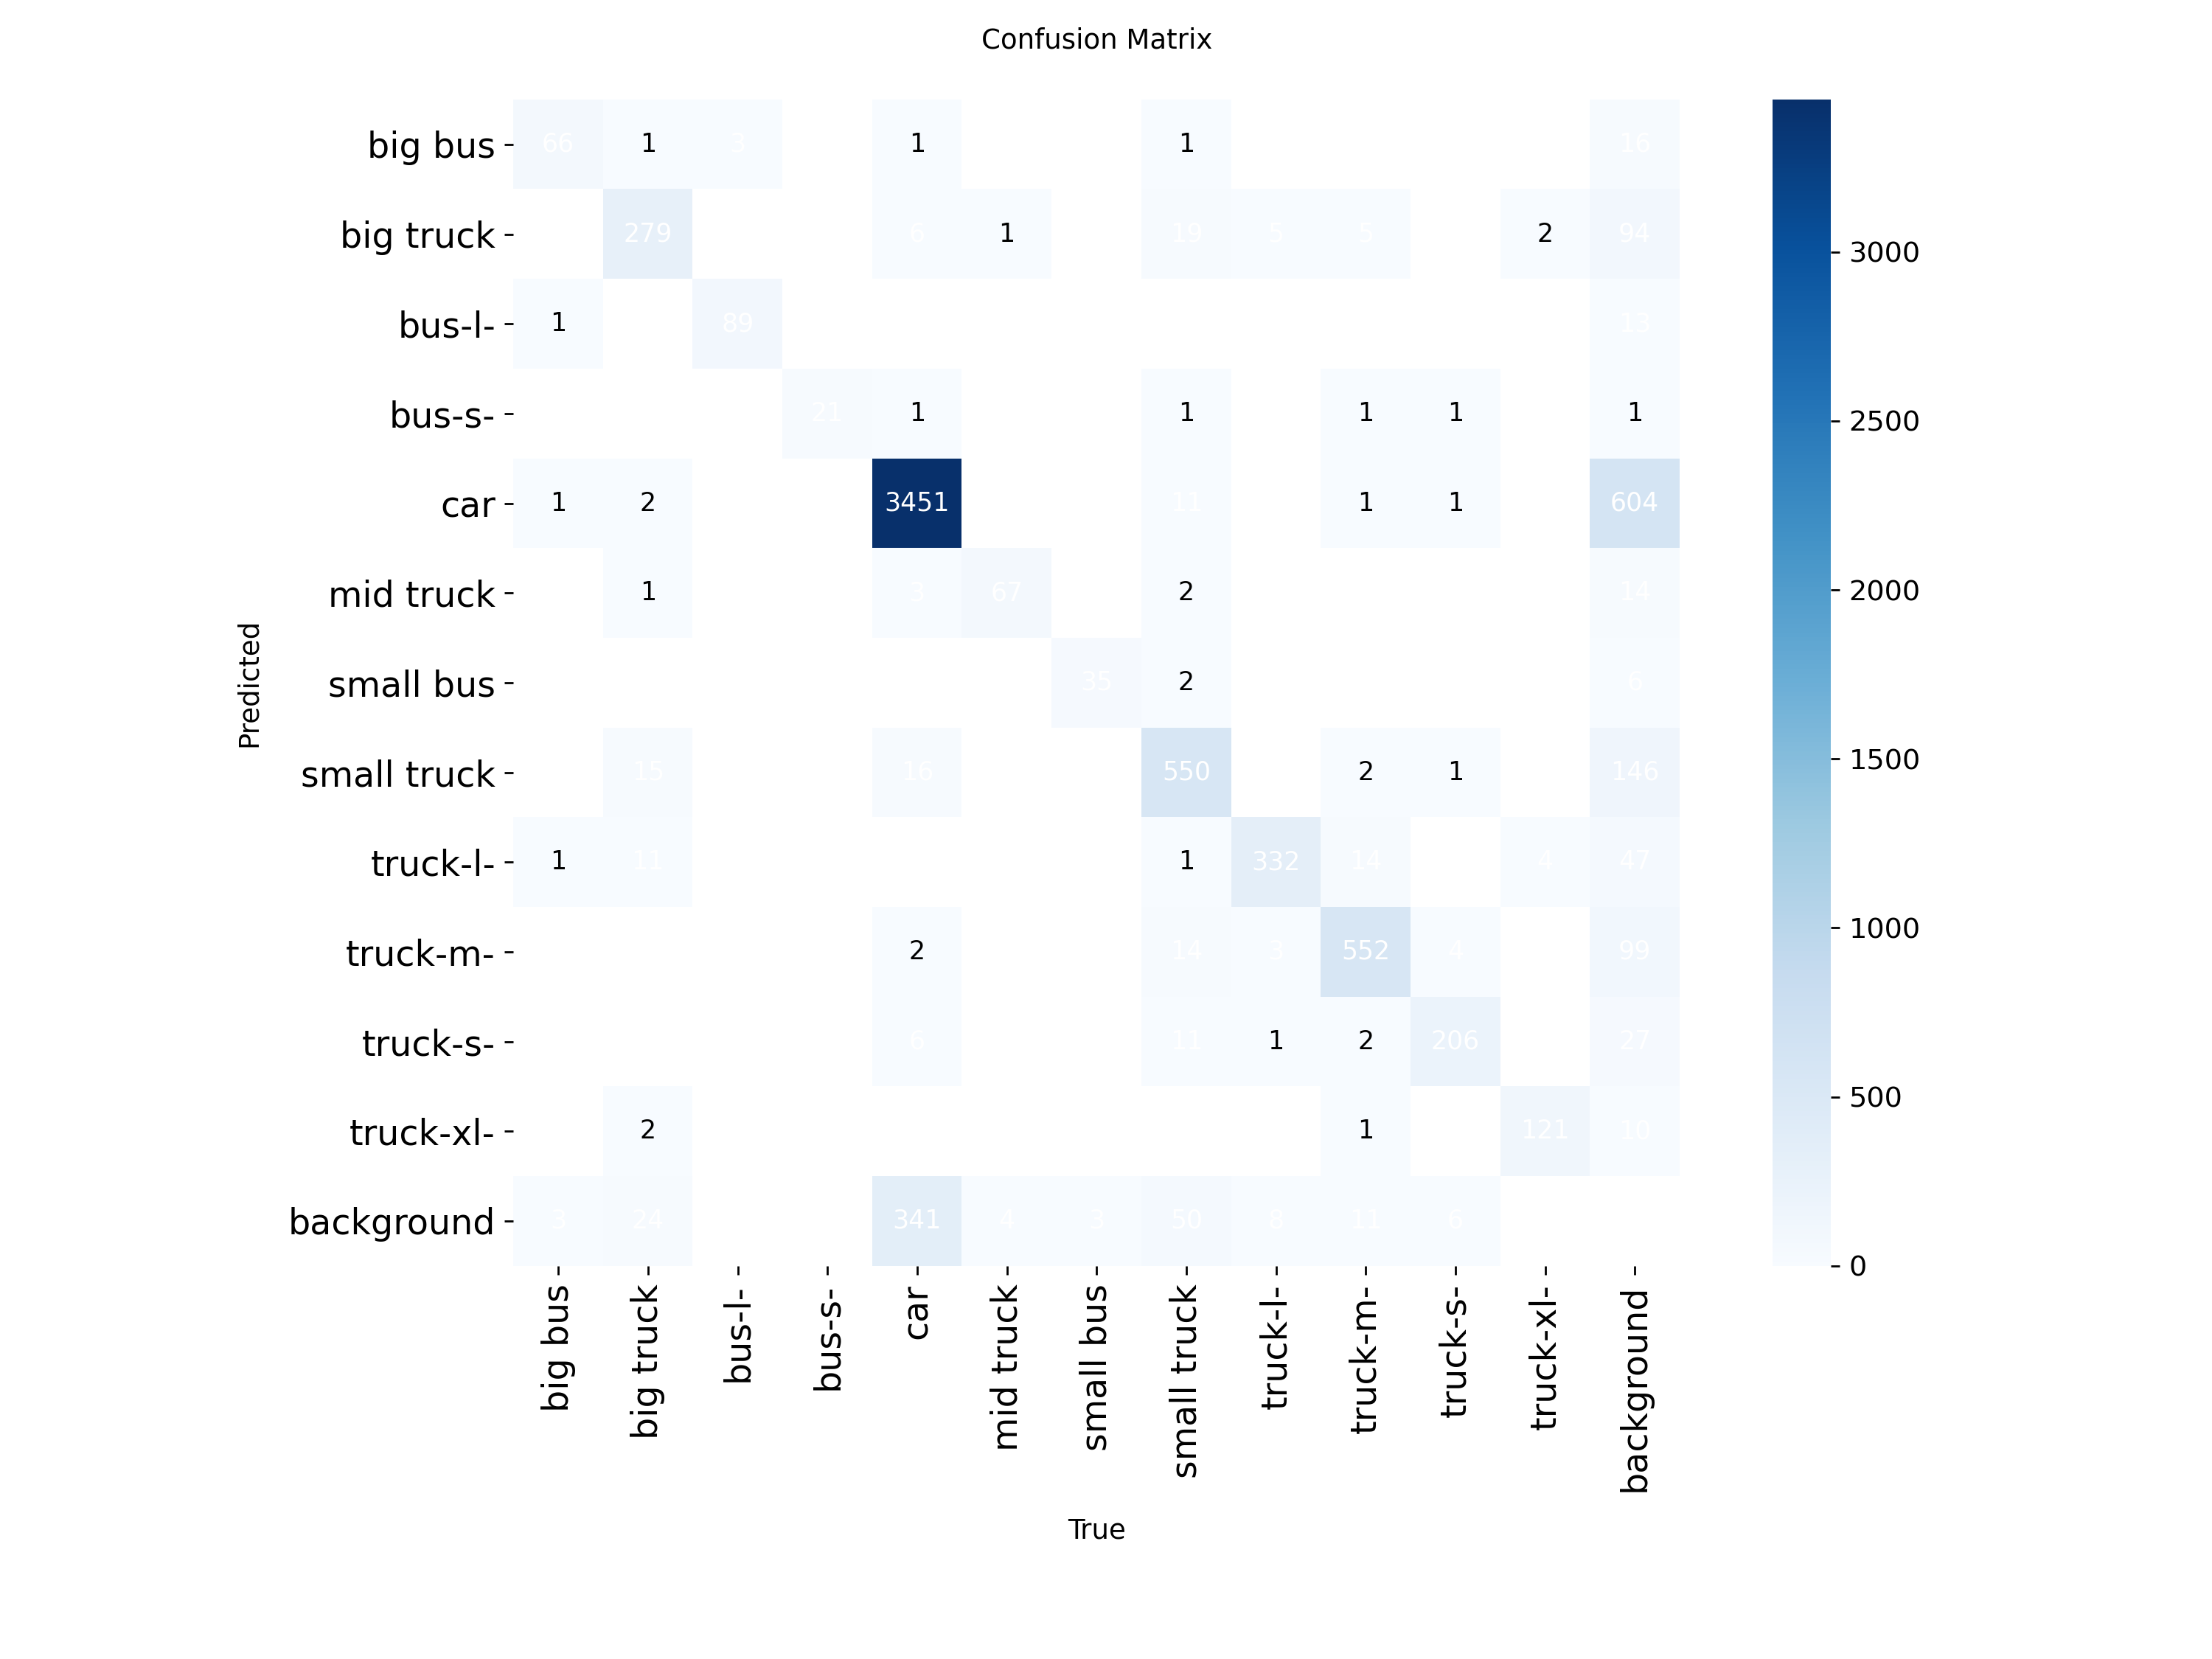 Confusion Matrix
big bus 66 1 3 1 1 16
big truck 279 6 1 19 5 5 2 94
bus-l- 1 89 13
bus-s- 21 1 1 1 1 1
car 1 2 3451 11 1 1 604
mid truck 1 3 67 2 14
small bus 35 2 6
small truck 15 16 550 2 1 146
truck-l- 1 11 1 332 14 4 47
truck-m- 2 14 3 552 4 99
truck-s- 6 11 1 2 206 27
truck-xl- 2 1 121 10
background 3 24 341 4 3 50 8 11 6
Predicted
big bus
big truck
bus-l-
bus-s-
car
mid truck
small bus
small truck
truck-l-
truck-m-
truck-s-
truck-xl-
background
True
3000
2500
2000
1500
1000
500
0